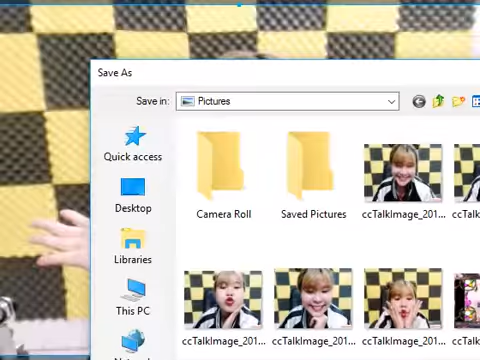 Save As
Save in: Pictures
Quick access
Desktop
Libraries
This PC
Camera Roll
Saved Pictures
ccTalkImage_201...
ccTalkImage_201...
ccTalkImage_201...
ccTalkImage_201...